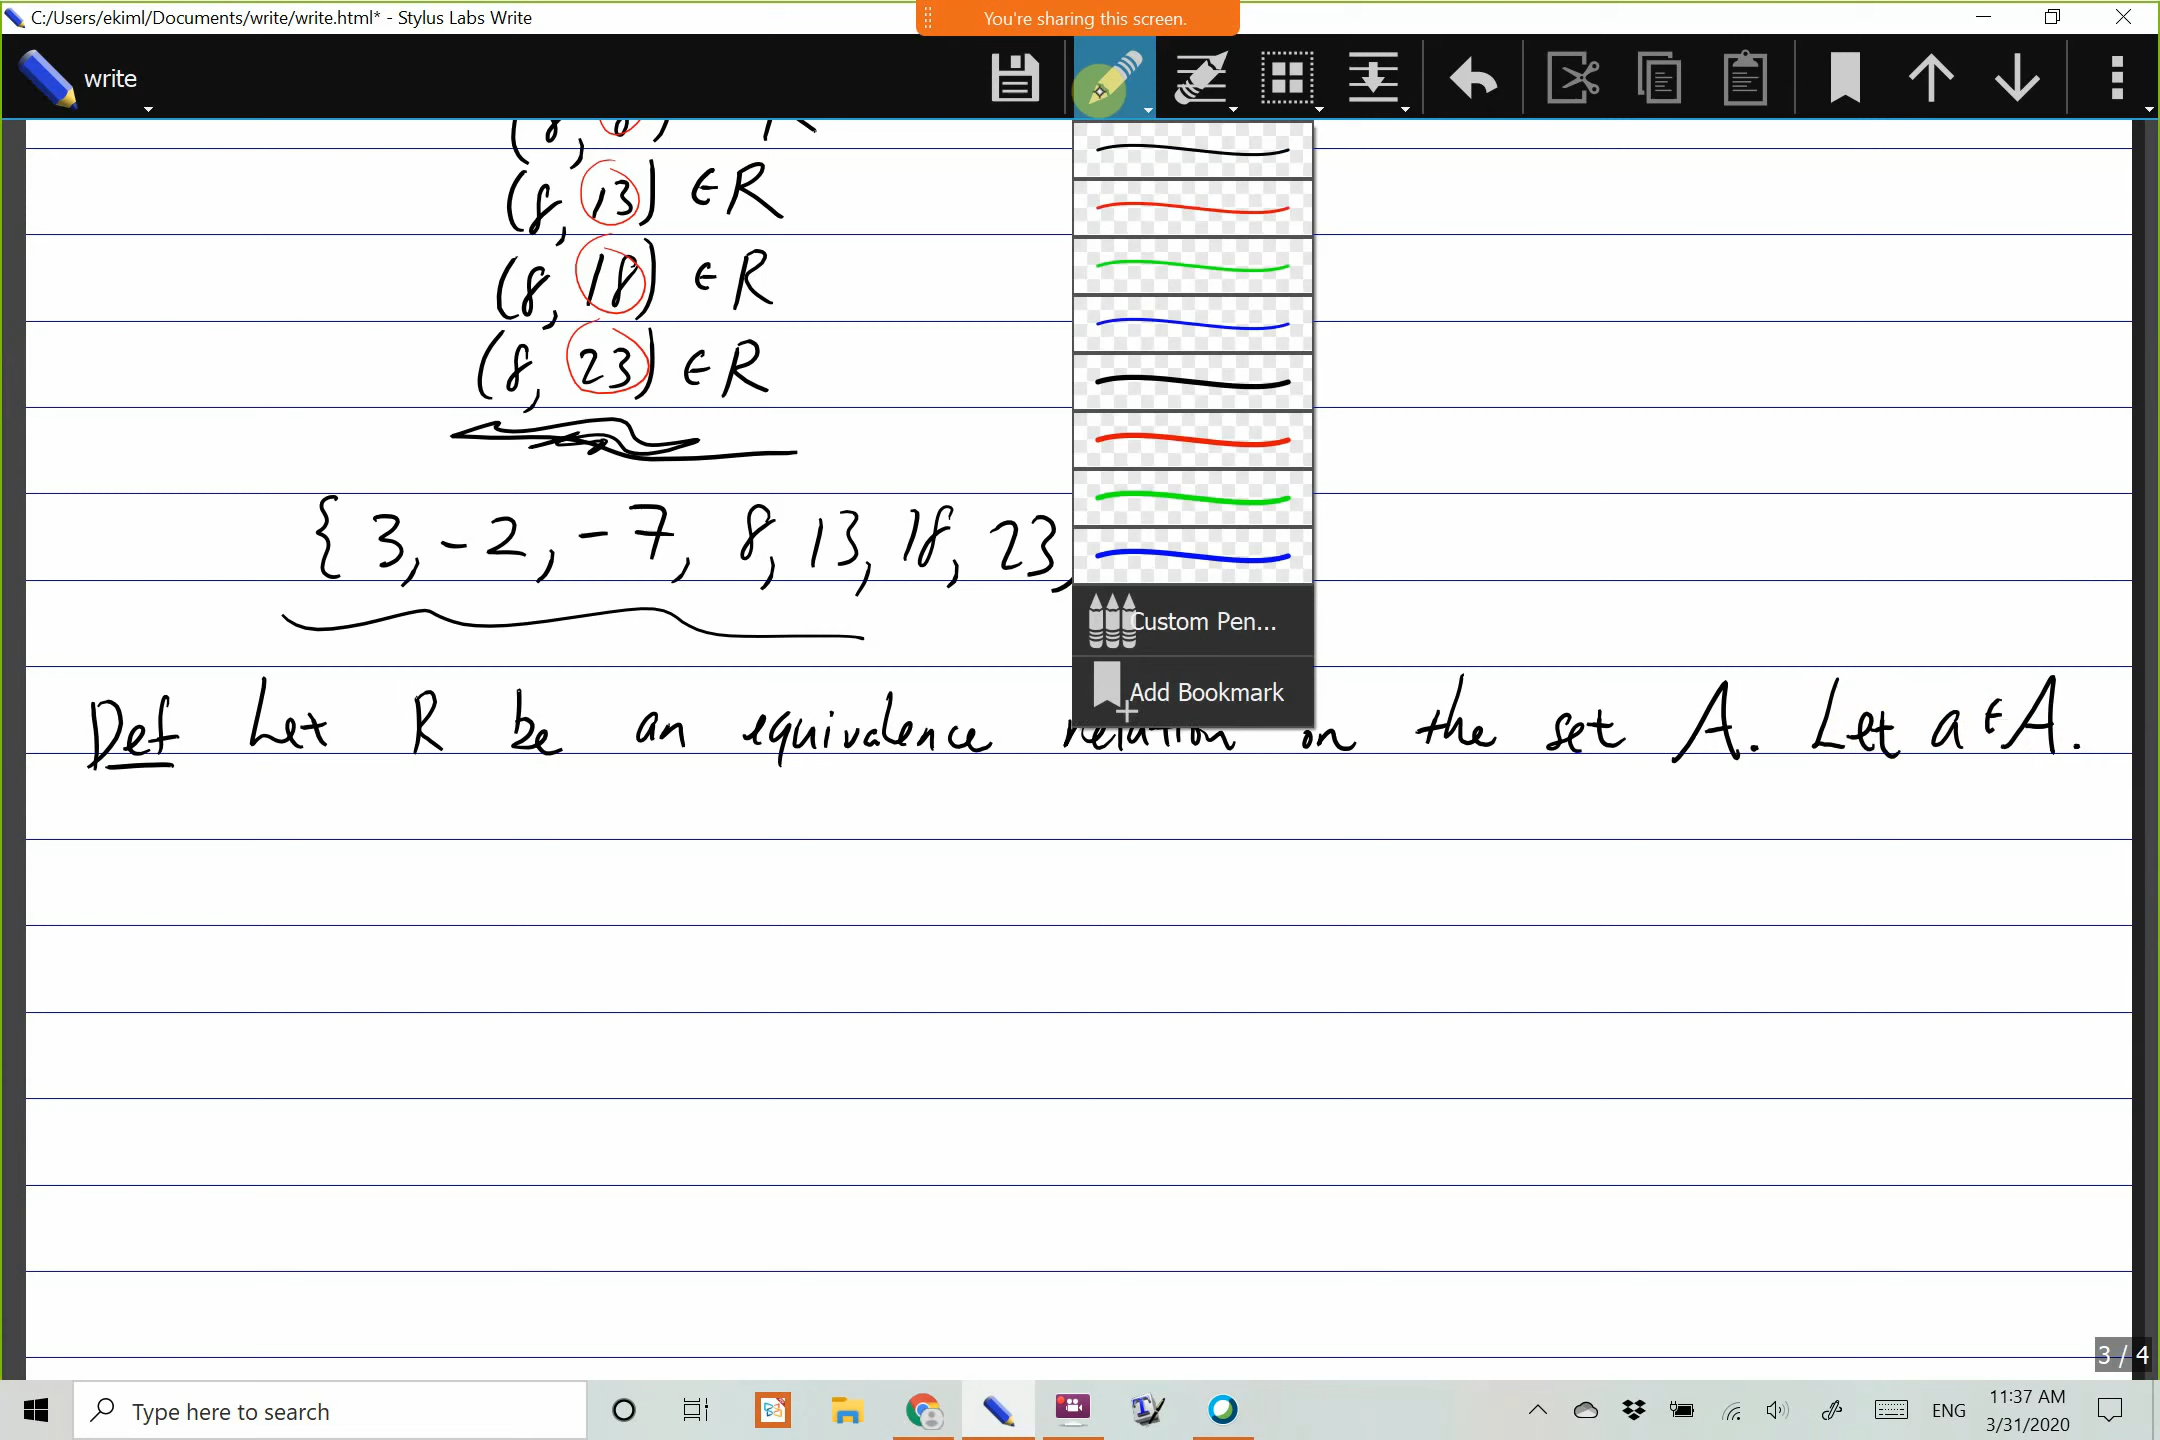 C:/Users/ekiml/Documents/write/write.html* - Stylus Labs Write
You're sharing this screen.
write
(8, 13) ∈ R
(8, 18) ∈ R
(8, 23) ∈ R
{ 3, -2, -7, 8, 13, 18, 23,
Custom Pen...
Add Bookmark
Def Let R be an equivalence relation on the set A. Let a ∈ A.
3 / 4
Type here to search
ENG
11:37 AM
3/31/2020